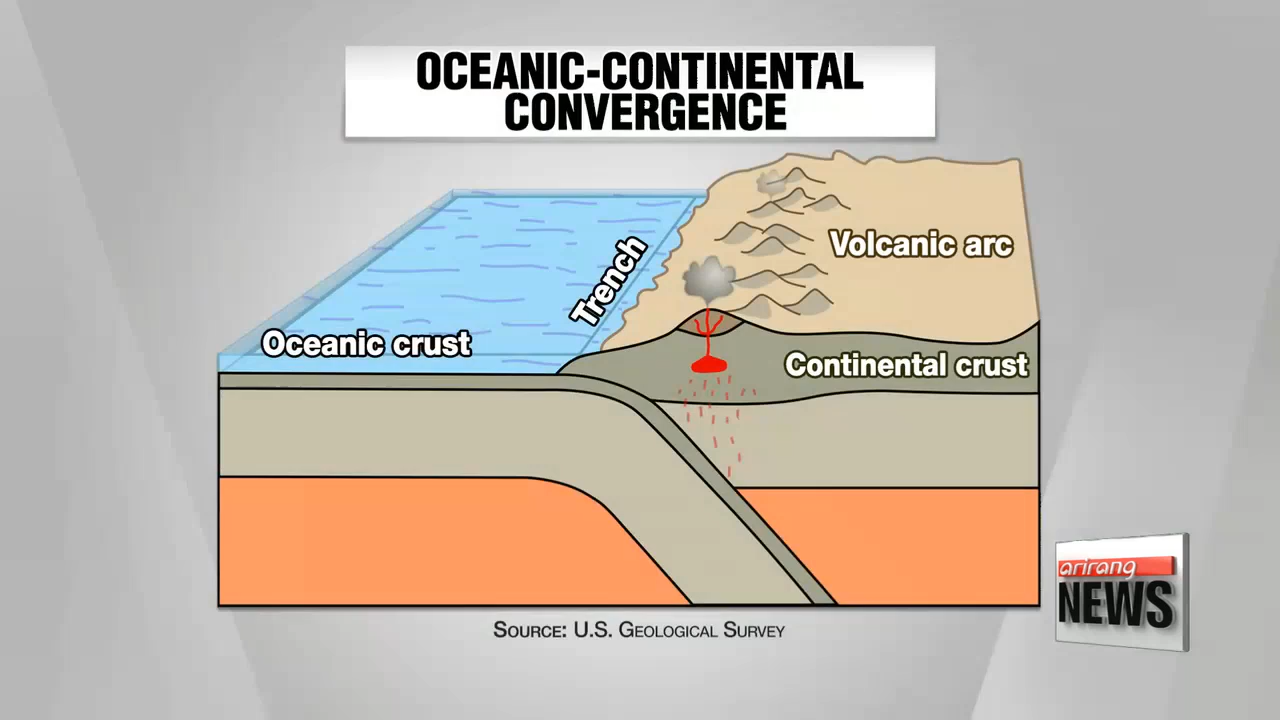 OCEANIC-CONTINENTAL
CONVERGENCE
Volcanic arc
Trench
Oceanic crust
Continental crust
arirang
NEWS
SOURCE: U.S. GEOLOGICAL SURVEY